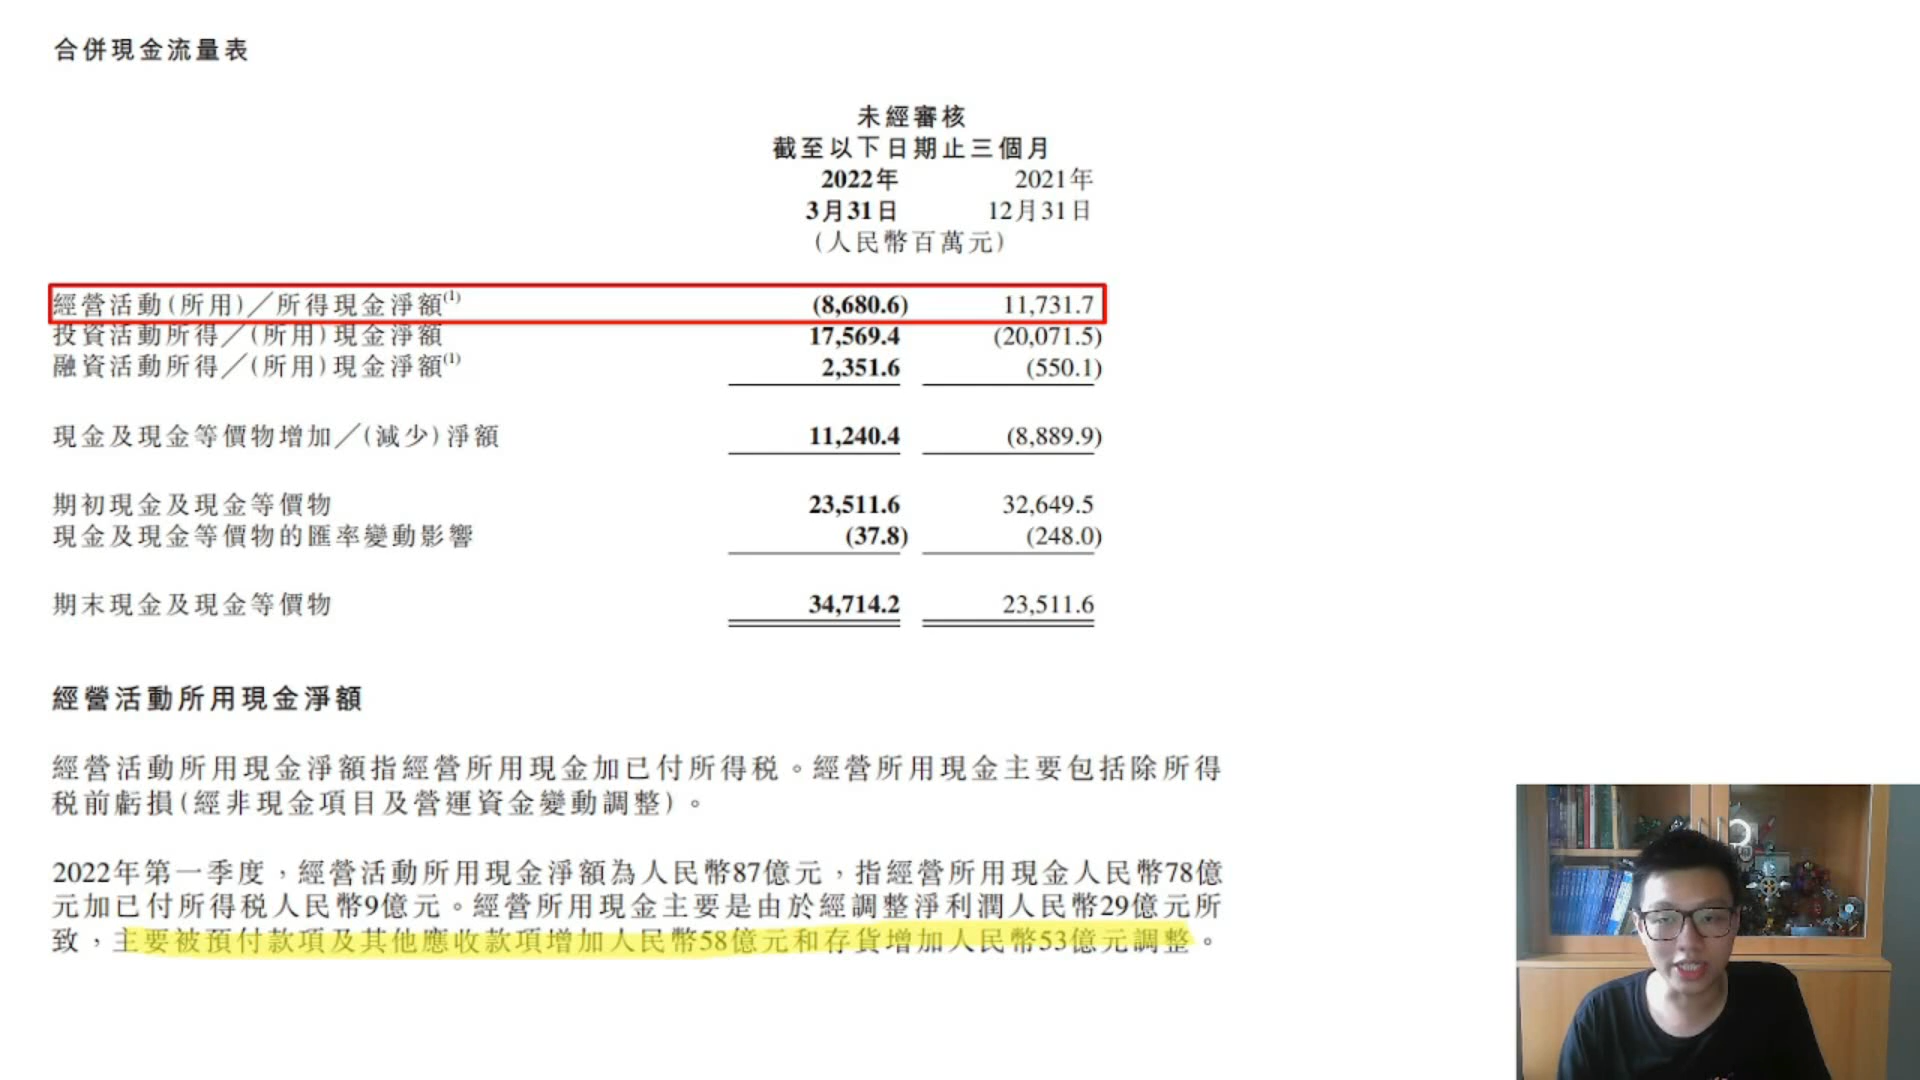 合併現金流量表
未經審核
截至以下日期止三個月
2022年 2021年
3月31日 12月31日
(人民幣百萬元)
經營活動(所用)／所得現金淨額(1) (8,680.6) 11,731.7
投資活動所得／(所用)現金淨額 17,569.4 (20,071.5)
融資活動所得／(所用)現金淨額(1) 2,351.6 (550.1)
現金及現金等價物增加／(減少)淨額 11,240.4 (8,889.9)
期初現金及現金等價物 23,511.6 32,649.5
現金及現金等價物的匯率變動影響 (37.8) (248.0)
期末現金及現金等價物 34,714.2 23,511.6
經營活動所用現金淨額
經營活動所用現金淨額指經營所用現金加已付所得稅。經營所用現金主要包括除所得
稅前虧損(經非現金項目及營運資金變動調整)。
2022年第一季度，經營活動所用現金淨額為人民幣87億元，指經營所用現金人民幣78億
元加已付所得稅人民幣9億元。經營所用現金主要是由於經調整淨利潤人民幣29億元所
致，主要被預付款項及其他應收款項增加人民幣58億元和存貨增加人民幣53億元調整。